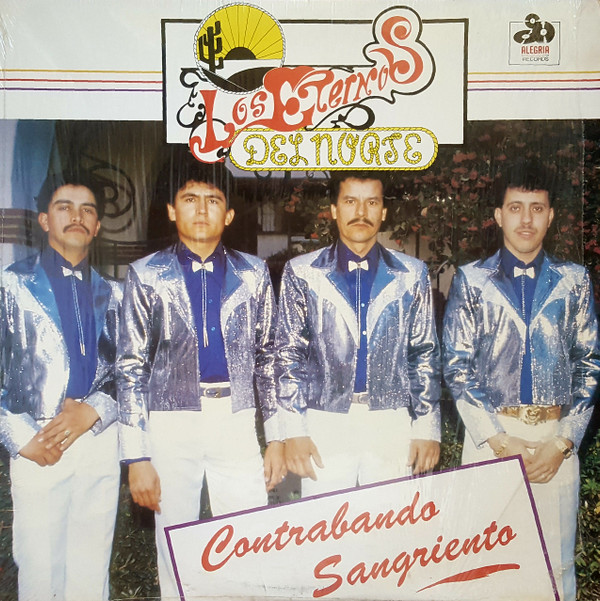 Los Eternos
DEL NORTE
ALEGRIA
RECORDS
Contrabando
Sangriento